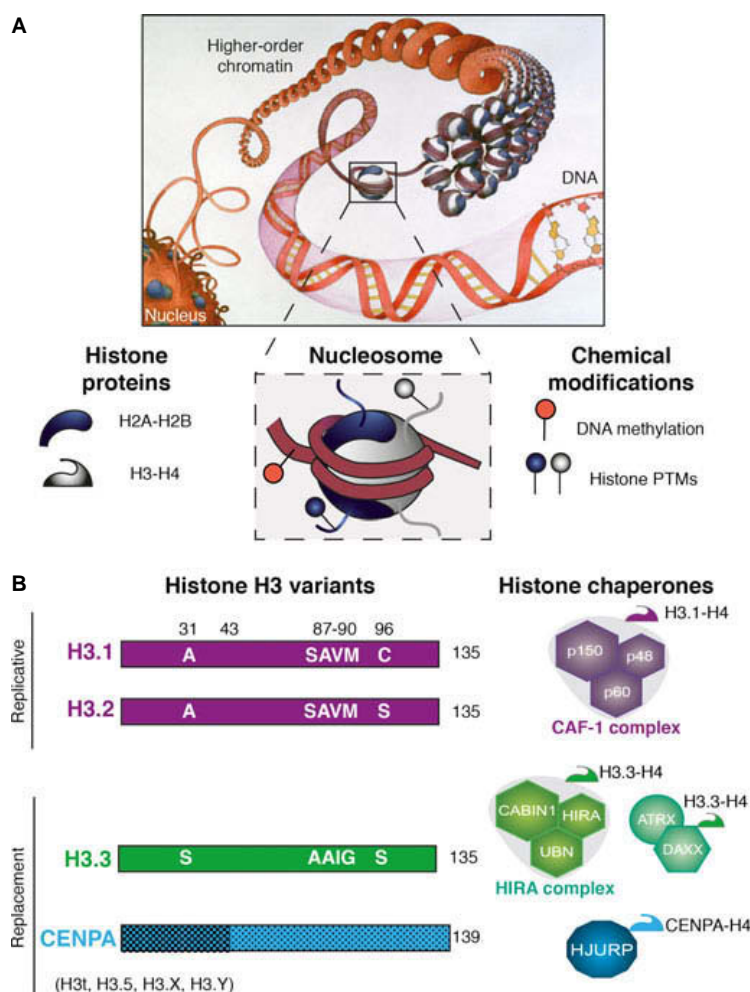 A
Higher-order
chromatin
DNA
Nucleus
Histone
proteins
H2A-H2B
H3-H4
Nucleosome
Chemical
modifications
DNA methylation
Histone PTMs
B
Histone H3 variants
Histone chaperones
Replicative
31 43 87-90 96
H3.1 A SAVM C 135
H3.2 A SAVM S 135
H3.1-H4
p150
p48
p60
CAF-1 complex
Replacement
H3.3 S AAIG S 135
H3.3-H4
CABIN1
HIRA
UBN
HIRA complex
H3.3-H4
ATRX
DAXX
CENPA 139
CENPA-H4
HJURP
(H3t, H3.5, H3.X, H3.Y)